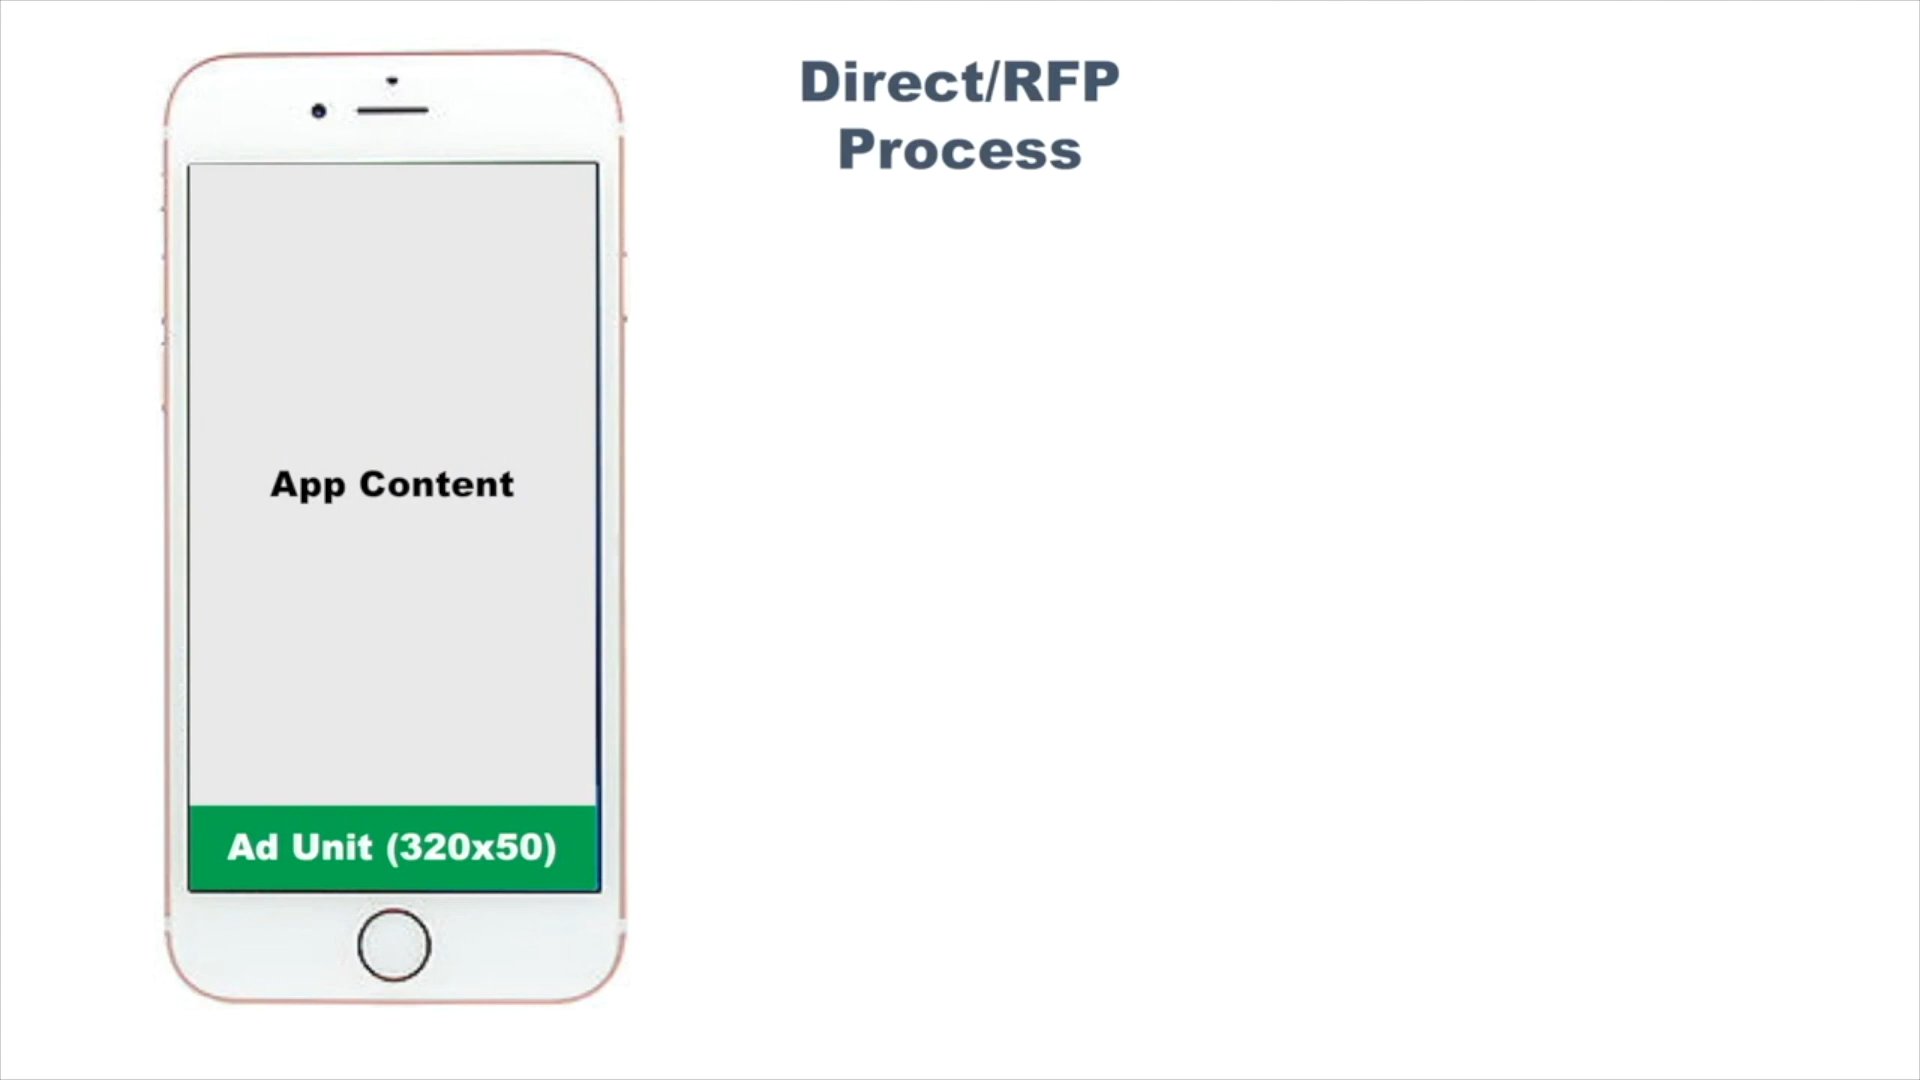 Direct/RFP
Process
App Content
Ad Unit (320x50)